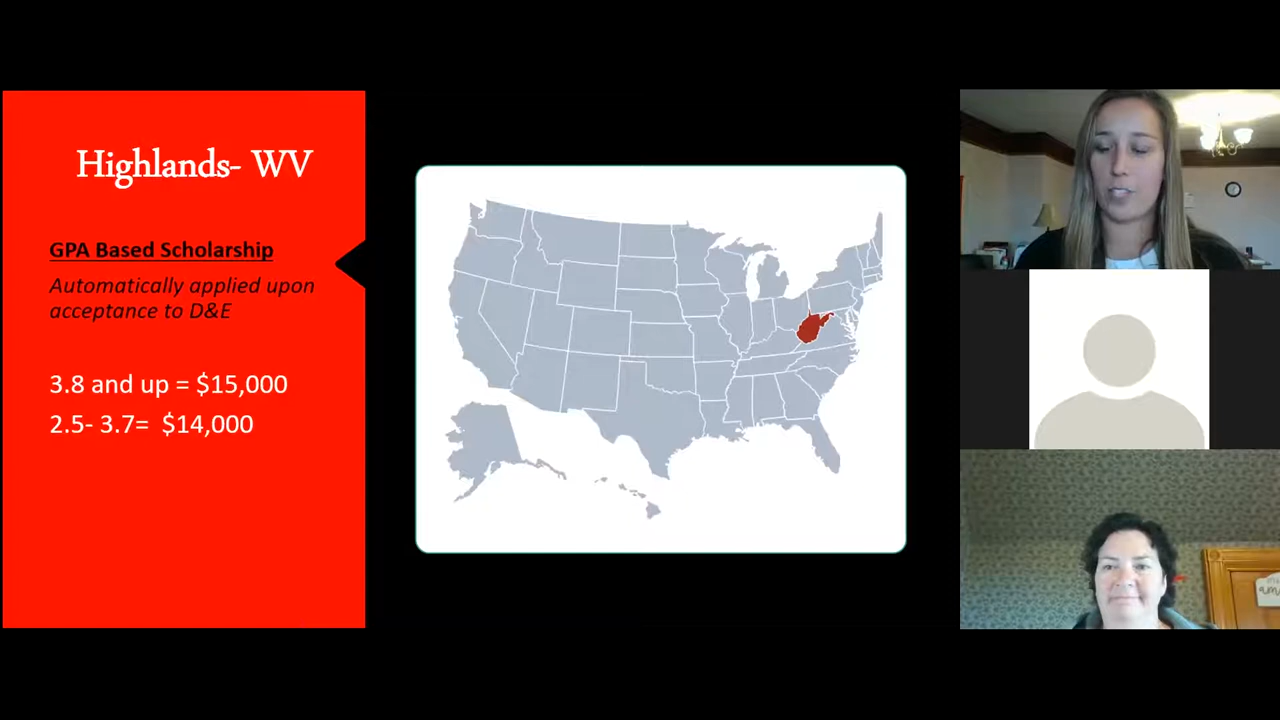 Highlands- WV
GPA Based Scholarship
Automatically applied upon
acceptance to D&E
3.8 and up = $15,000
2.5- 3.7=  $14,000